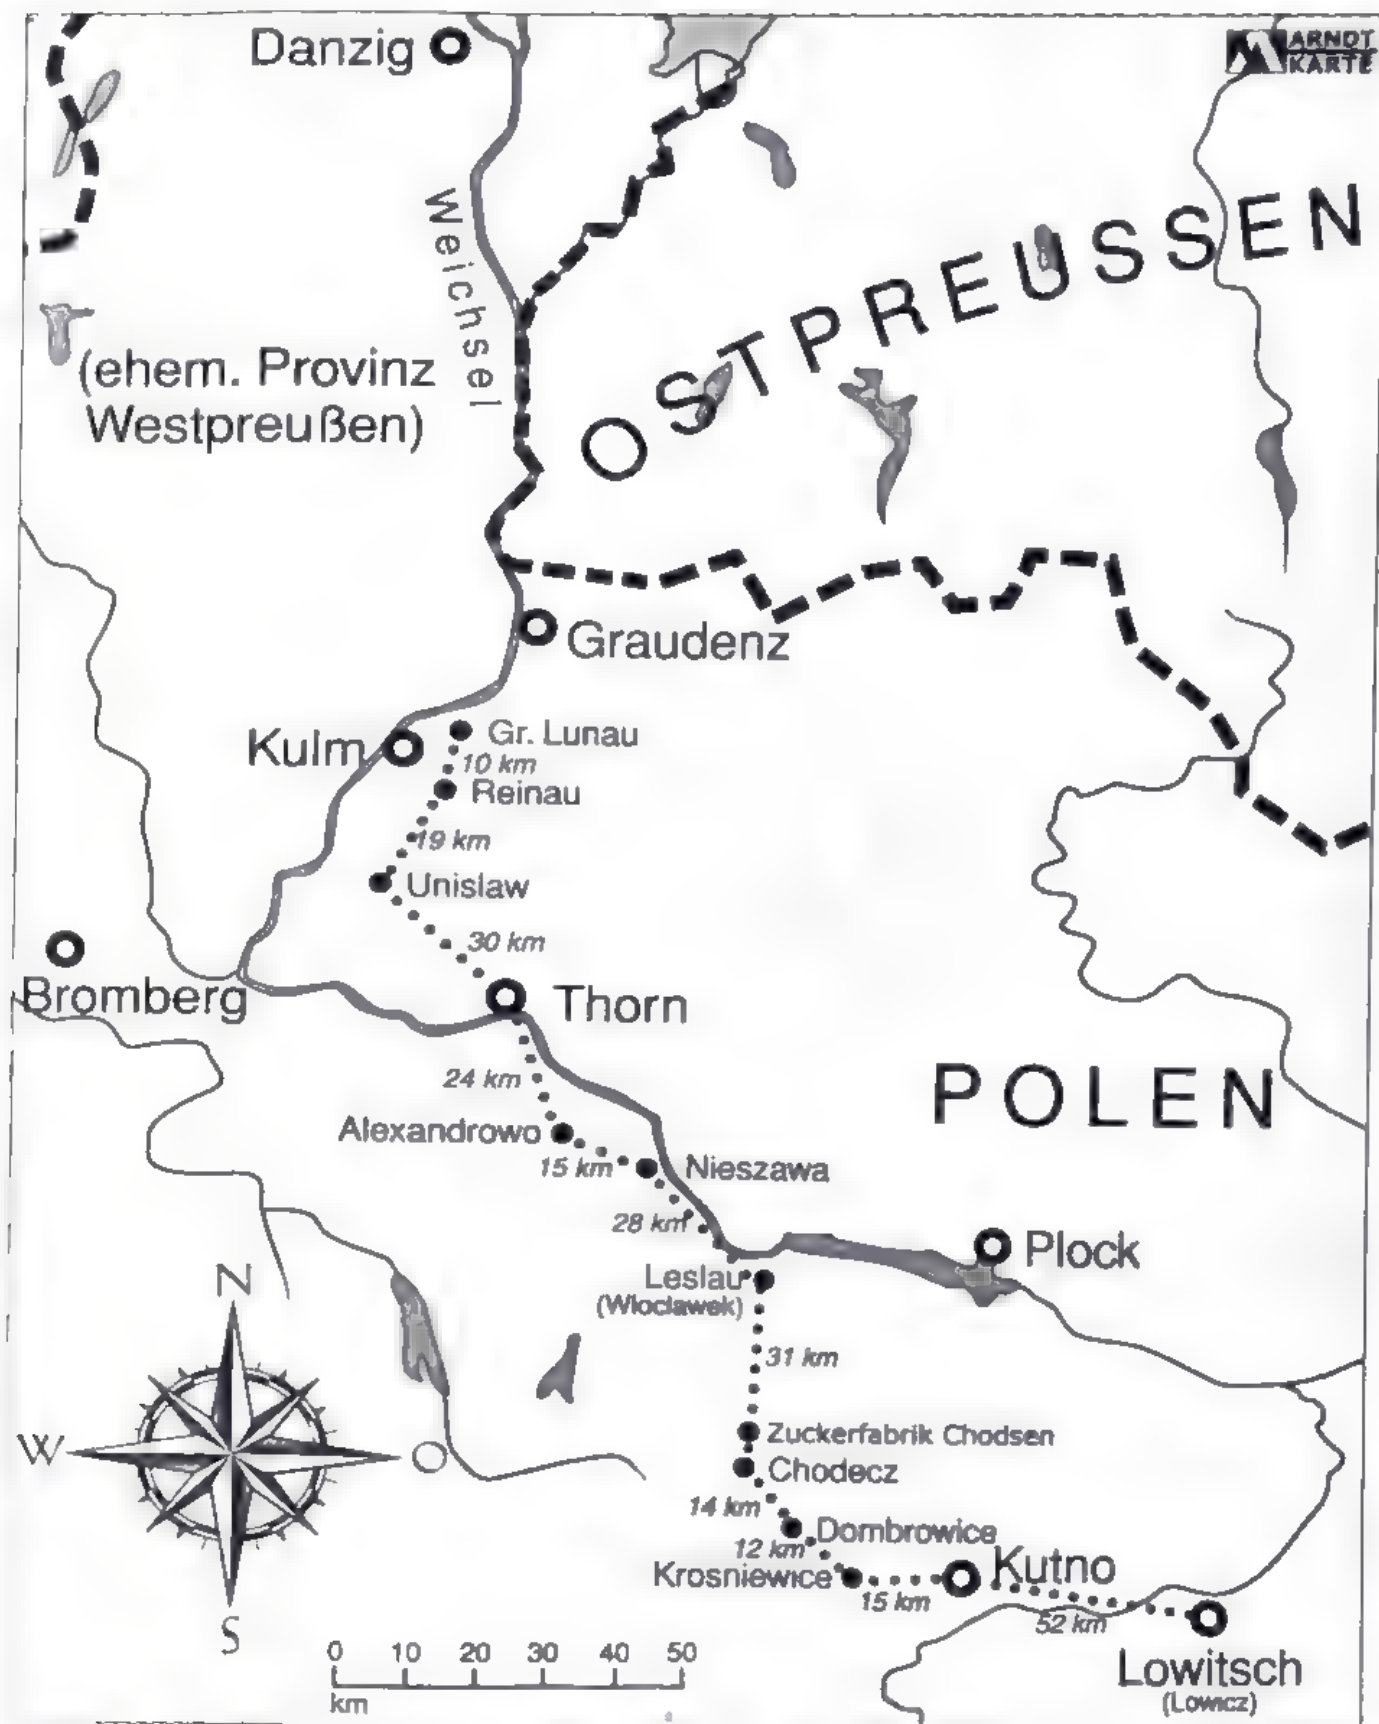 Danzig
ARNDT
KARTE
Weichsel
OSTPREUSSEN
(ehem. Provinz
Westpreußen)
Graudenz
Kulm
Gr. Lunau
10 km
Reinau
19 km
Unislaw
30 km
Bromberg
Thorn
24 km
POLEN
Alexandrowo
15 km
Nieszawa
28 km
Plock
Leslau
(Wloclawek)
N
31 km
W
O
Zuckerfabrik Chodsen
Chodecz
14 km
Dombrowice
12 km
Krosniewice
Kutno
15 km
52 km
S
0 10 20 30 40 50
km
Lowitsch
(Lowicz)